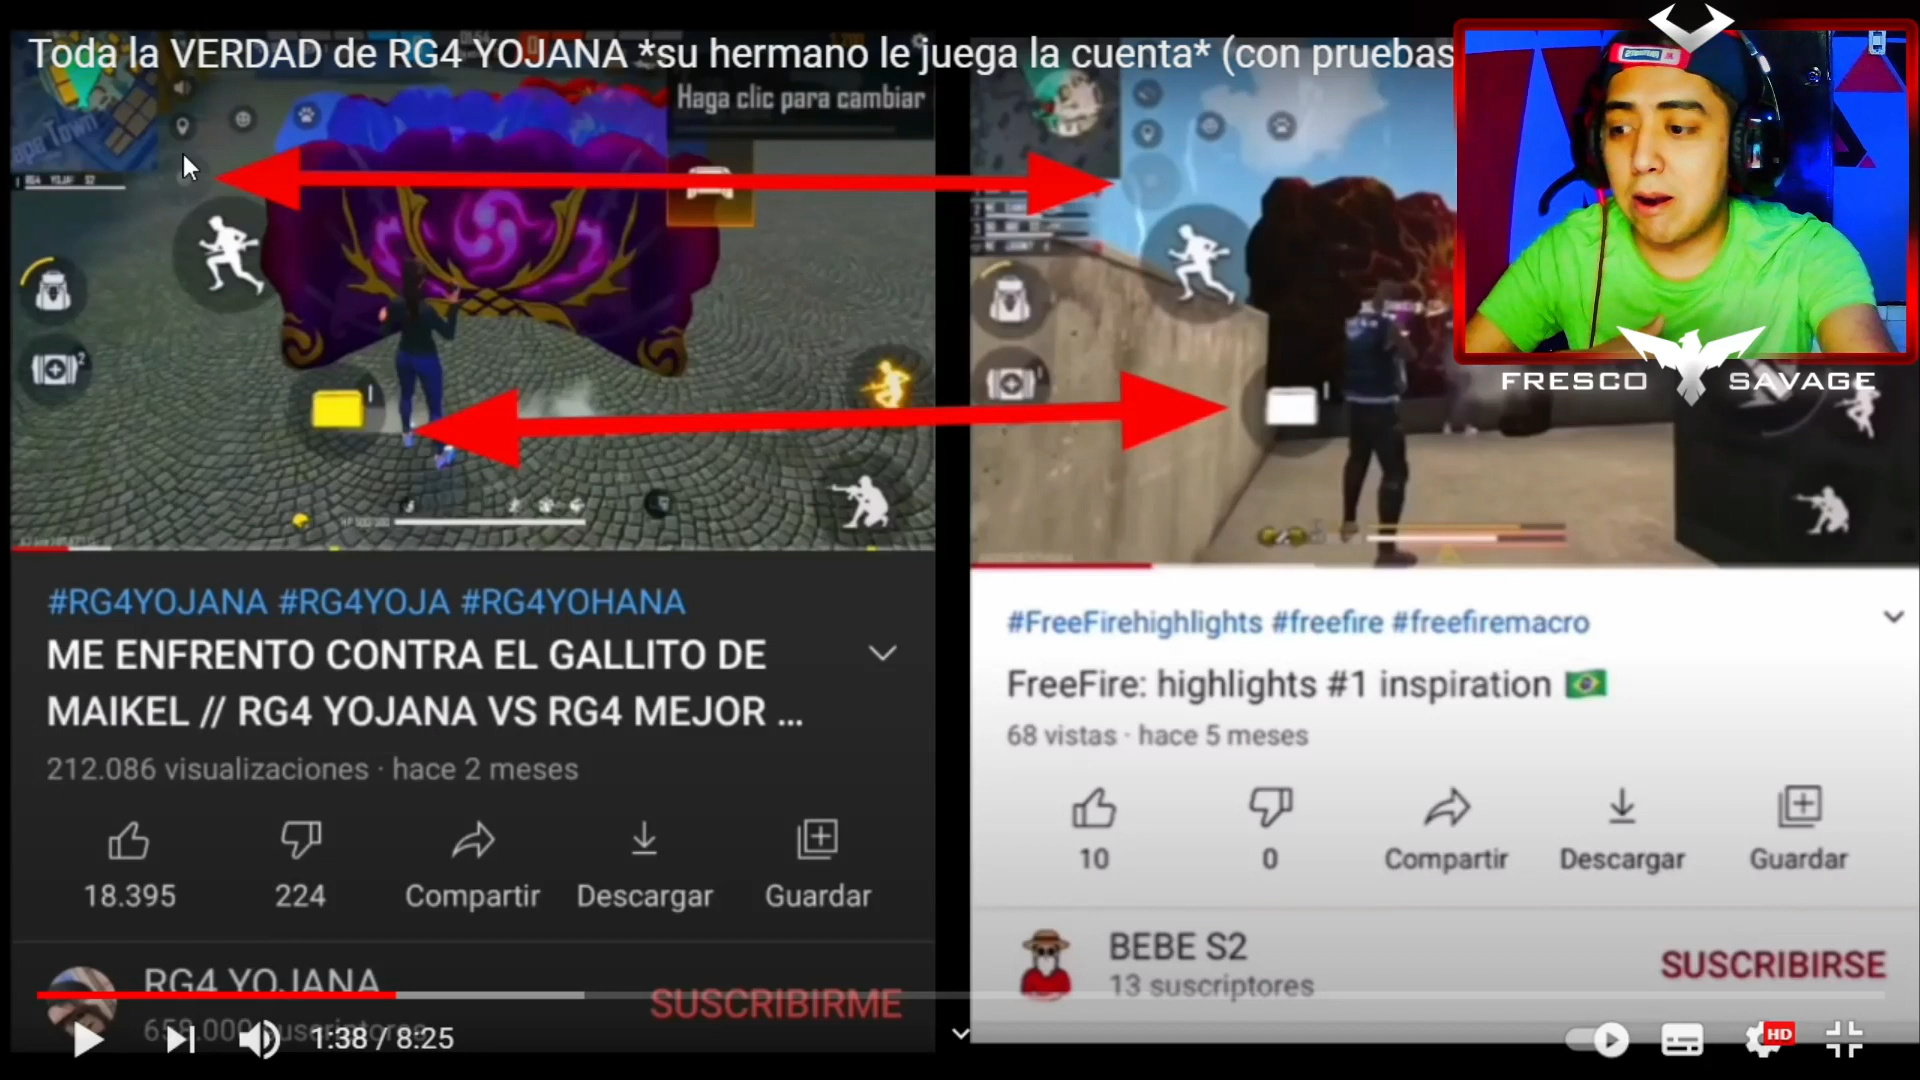 Toda la VERDAD de RG4 YOJANA *su hermano le juega la cuenta* (con pruebas
Haga clic para cambiar
FRESCO SAVAGE
#RG4YOJANA #RG4YOJA #RG4YOHANA
ME ENFRENTO CONTRA EL GALLITO DE
MAIKEL // RG4 YOJANA VS RG4 MEJOR ...
212.086 visualizaciones · hace 2 meses
18.395
224
Compartir
Descargar
Guardar
RG4 YOJANA
SUSCRIBIRME
#FreeFirehighlights #freefire #freefiremacro
FreeFire: highlights #1 inspiration
68 vistas · hace 5 meses
10
0
Compartir
Descargar
Guardar
BEBE S2
13 suscriptores
SUSCRIBIRSE
1:38 / 8:25
HD